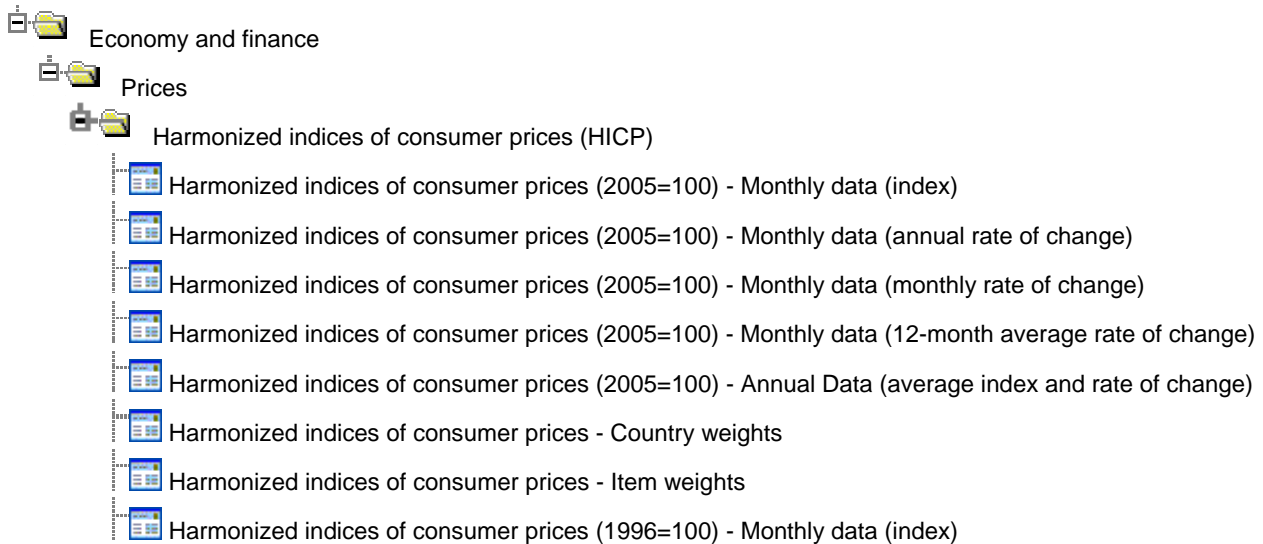 Economy and finance
Prices
Harmonized indices of consumer prices (HICP)
Harmonized indices of consumer prices (2005=100) - Monthly data (index)
Harmonized indices of consumer prices (2005=100) - Monthly data (annual rate of change)
Harmonized indices of consumer prices (2005=100) - Monthly data (monthly rate of change)
Harmonized indices of consumer prices (2005=100) - Monthly data (12-month average rate of change)
Harmonized indices of consumer prices (2005=100) - Annual Data (average index and rate of change)
Harmonized indices of consumer prices - Country weights
Harmonized indices of consumer prices - Item weights
Harmonized indices of consumer prices (1996=100) - Monthly data (index)